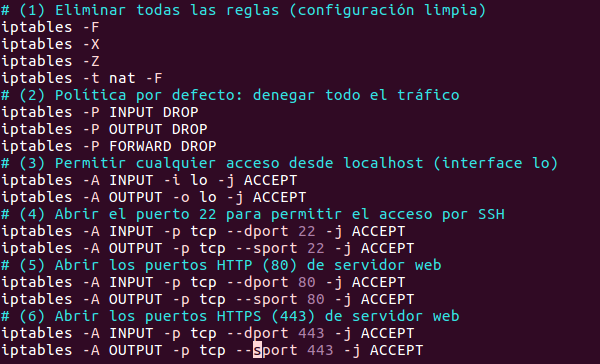 # (1) Eliminar todas las reglas (configuración limpia)
iptables -F
iptables -X
iptables -Z
iptables -t nat -F
# (2) Política por defecto: denegar todo el tráfico
iptables -P INPUT DROP
iptables -P OUTPUT DROP
iptables -P FORWARD DROP
# (3) Permitir cualquier acceso desde localhost (interface lo)
iptables -A INPUT -i lo -j ACCEPT
iptables -A OUTPUT -o lo -j ACCEPT
# (4) Abrir el puerto 22 para permitir el acceso por SSH
iptables -A INPUT -p tcp --dport 22 -j ACCEPT
iptables -A OUTPUT -p tcp --sport 22 -j ACCEPT
# (5) Abrir los puertos HTTP (80) de servidor web
iptables -A INPUT -p tcp --dport 80 -j ACCEPT
iptables -A OUTPUT -p tcp --sport 80 -j ACCEPT
# (6) Abrir los puertos HTTPS (443) de servidor web
iptables -A INPUT -p tcp --dport 443 -j ACCEPT
iptables -A OUTPUT -p tcp --sport 443 -j ACCEPT